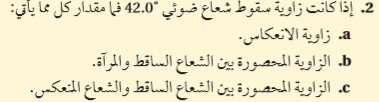 2. إذا كانت زاوية سقوط شعاع ضوئي 42.0° فما مقدار كل مما يأتي:
a. زاوية الانعكاس.
b. الزاوية المحصورة بين الشعاع الساقط والمرآة.
c. الزاوية المحصورة بين الشعاع الساقط والشعاع المنعكس.